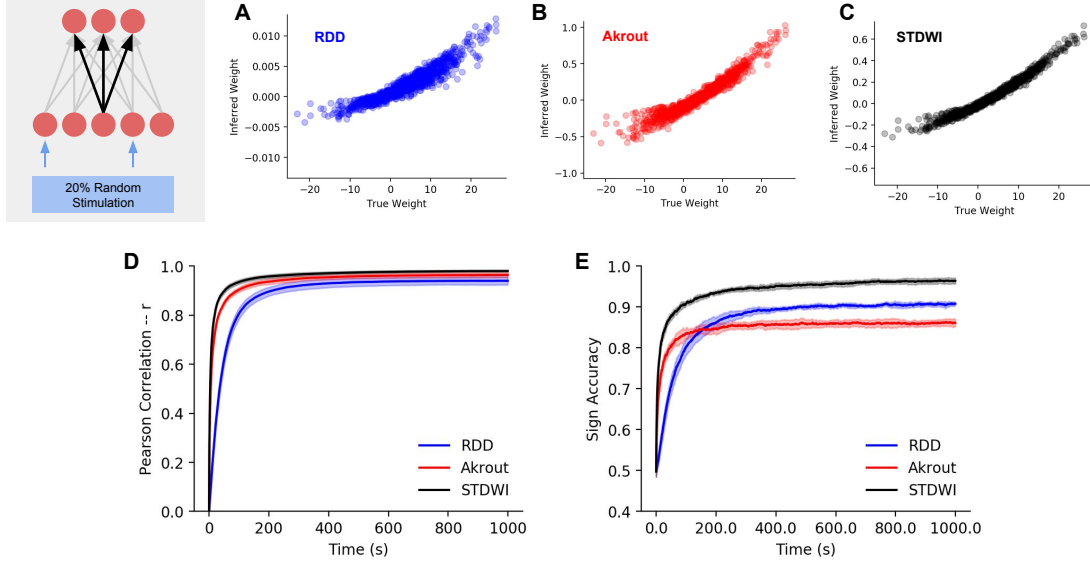 20% Random
Stimulation
A
RDD
0.010
0.005
0.000
−0.005
−0.010
Inferred Weight
−20
−10
0
10
20
True Weight
B
Akrout
1.0
0.5
0.0
−0.5
−1.0
Inferred Weight
−20
−10
0
10
20
True Weight
C
STDWI
0.6
0.4
0.2
0.0
−0.2
−0.4
−0.6
Inferred Weight
−20
−10
0
10
20
True Weight
D
1.0
0.8
0.6
0.4
0.2
0.0
Pearson Correlation -- r
0
200
400
600
800
1000
Time (s)
RDD
Akrout
STDWI
E
1.0
0.9
0.8
0.7
0.6
0.5
0.4
Sign Accuracy
0.0
200.0
400.0
600.0
800.0
1000.0
Time (s)
RDD
Akrout
STDWI